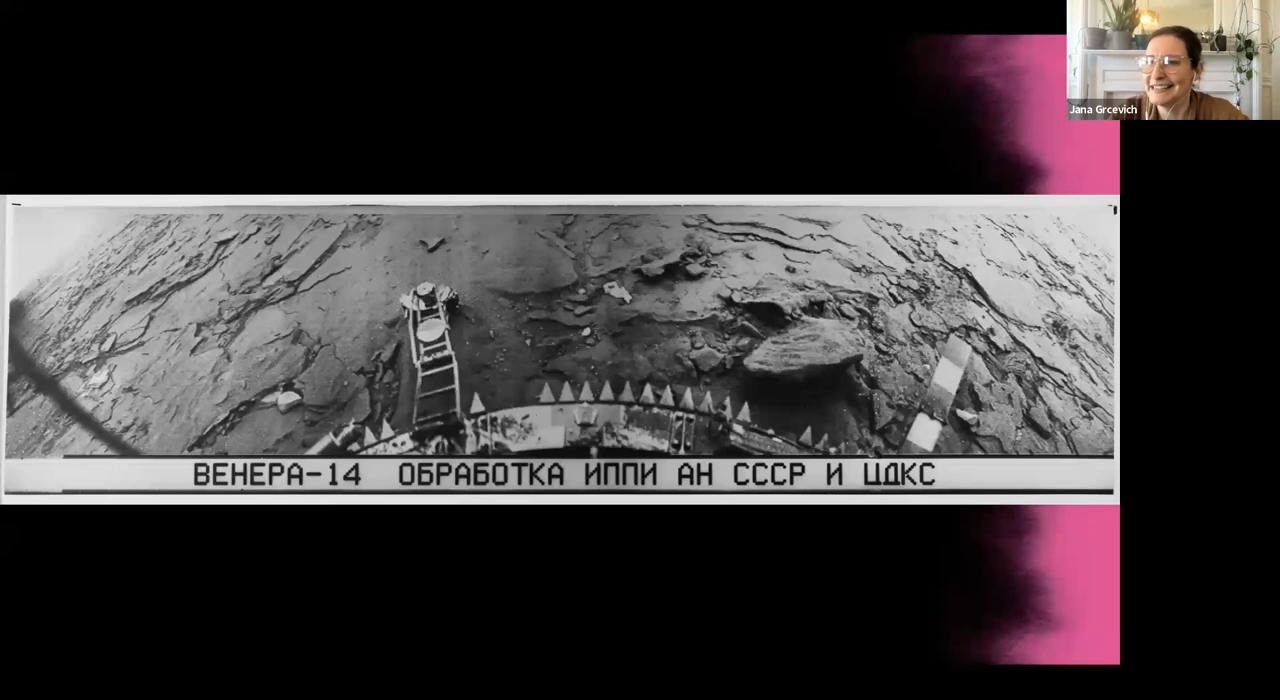 Jana Grcevich
ВЕНЕРА-14 ОБРАБОТКА ИППИ АН СССР И ЦДКС